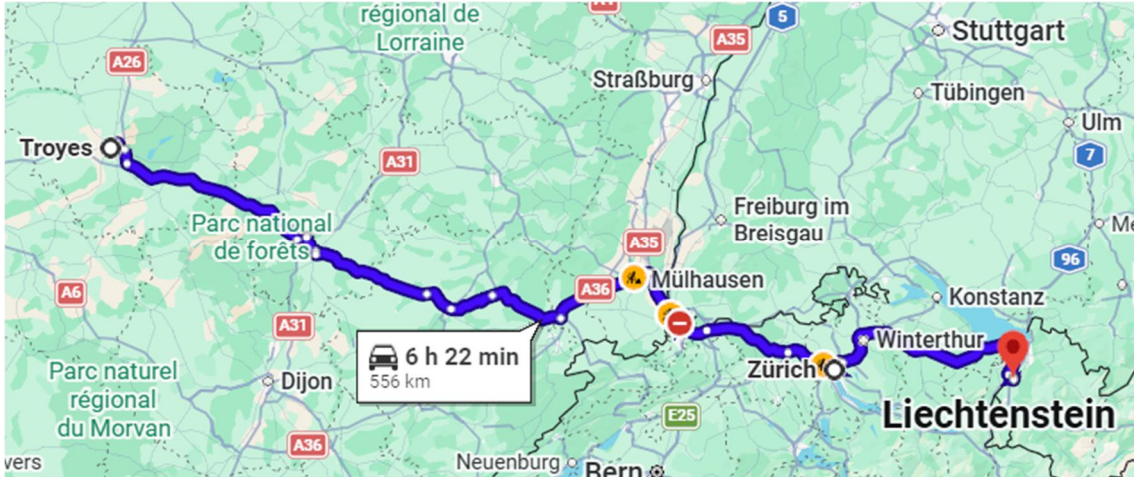 régional de
Lorraine
A26
A35
5
Stuttgart
Straßburg
Tübingen
Ulm
Troyes
A31
7
Parc national
de forêts
Freiburg im
Breisgau
A35
96
A6
A36
Mülhausen
Konstanz
A31
6 h 22 min
556 km
Winterthur
Zürich
Parc naturel
régional
du Morvan
Dijon
E25
Liechtenstein
A36
vers
Neuenburg
Bern